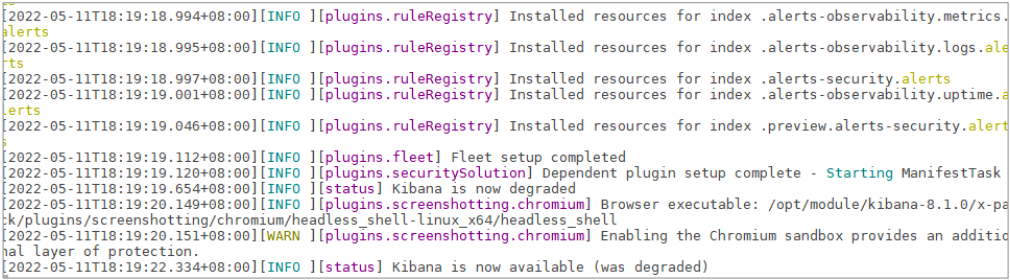 [2022-05-11T18:19:18.994+08:00][INFO ][plugins.ruleRegistry] Installed resources for index .alerts-observability.metrics.
alerts
[2022-05-11T18:19:18.995+08:00][INFO ][plugins.ruleRegistry] Installed resources for index .alerts-observability.logs.ale
rts
[2022-05-11T18:19:18.997+08:00][INFO ][plugins.ruleRegistry] Installed resources for index .alerts-security.alerts
[2022-05-11T18:19:19.001+08:00][INFO ][plugins.ruleRegistry] Installed resources for index .alerts-observability.uptime.a
lerts
[2022-05-11T18:19:19.046+08:00][INFO ][plugins.ruleRegistry] Installed resources for index .preview.alerts-security.alert
s
[2022-05-11T18:19:19.112+08:00][INFO ][plugins.fleet] Fleet setup completed
[2022-05-11T18:19:19.120+08:00][INFO ][plugins.securitySolution] Dependent plugin setup complete - Starting ManifestTask
[2022-05-11T18:19:19.654+08:00][INFO ][status] Kibana is now degraded
[2022-05-11T18:19:20.149+08:00][INFO ][plugins.screenshotting.chromium] Browser executable: /opt/module/kibana-8.1.0/x-pa
ck/plugins/screenshotting/chromium/headless_shell-linux_x64/headless_shell
[2022-05-11T18:19:20.151+08:00][WARN ][plugins.screenshotting.chromium] Enabling the Chromium sandbox provides an additio
nal layer of protection.
[2022-05-11T18:19:22.334+08:00][INFO ][status] Kibana is now available (was degraded)